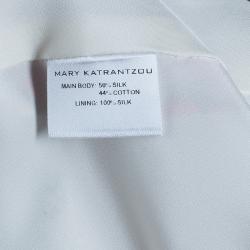 MARY KATRANTZOU
MAIN BODY: 56% SILK
44% COTTON
LINING: 100% SILK